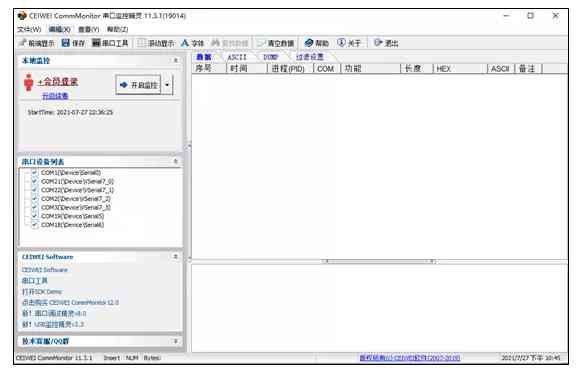 CEIWEI CommMonitor 串口监控精灵 11.3.1(19014)
文件(W) 编辑(X) 查看(Y) 帮助(Z)
前端显示 保存 串口工具 滚动显示 字体 查找数据 清空数据 帮助 关于 退出
本地监控
+会员登录
开启监控
StartTime: 2021-07-27 22:36:25
串口设备列表
COM1(\Device\Serial0)
COM21(\Device\VSerial7_0)
COM22(\Device\VSerial7_1)
COM2(\Device\VSerial7_2)
COM3(\Device\VSerial7_3)
COM19(\Device\Serial5)
COM18(\Device\Serial6)
CEIWEI Software
CEIWEI Software
串口工具
打开SDK Demo
点击购买 CEIWEI CommMonitor 12.0
新！串口调试精灵v8.0
新！USB监控精灵v3.3
技术客服/QQ群
数据 ASCII DUMP 过滤设置
序号 时间 进程(PID) COM 功能 长度 HEX ASCII 备注
CEIWEI CommMonitor 11.3.1 Insert NUM Bytes: 版权所有(c) CEIWEI软件(2007-2018) 2021/7/27 下午 10:45